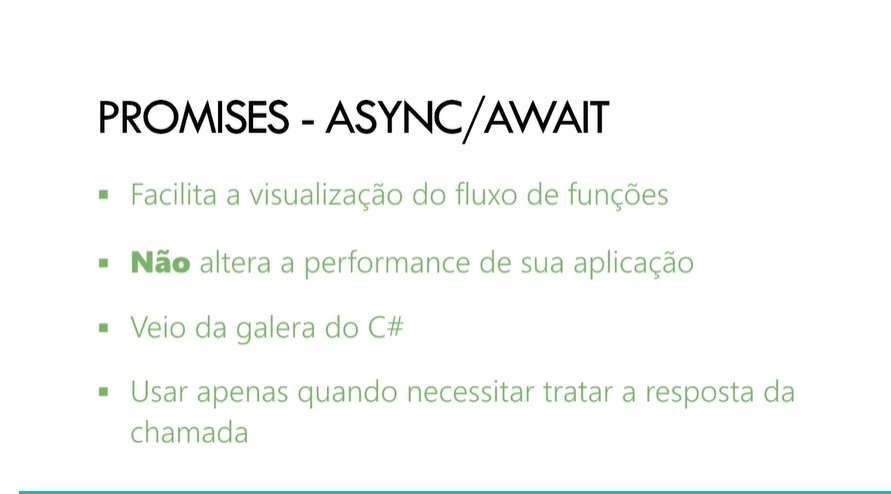 PROMISES - ASYNC/AWAIT
▪ Facilita a visualização do fluxo de funções
▪ Não altera a performance de sua aplicação
▪ Veio da galera do C#
▪ Usar apenas quando necessitar tratar a resposta da
chamada